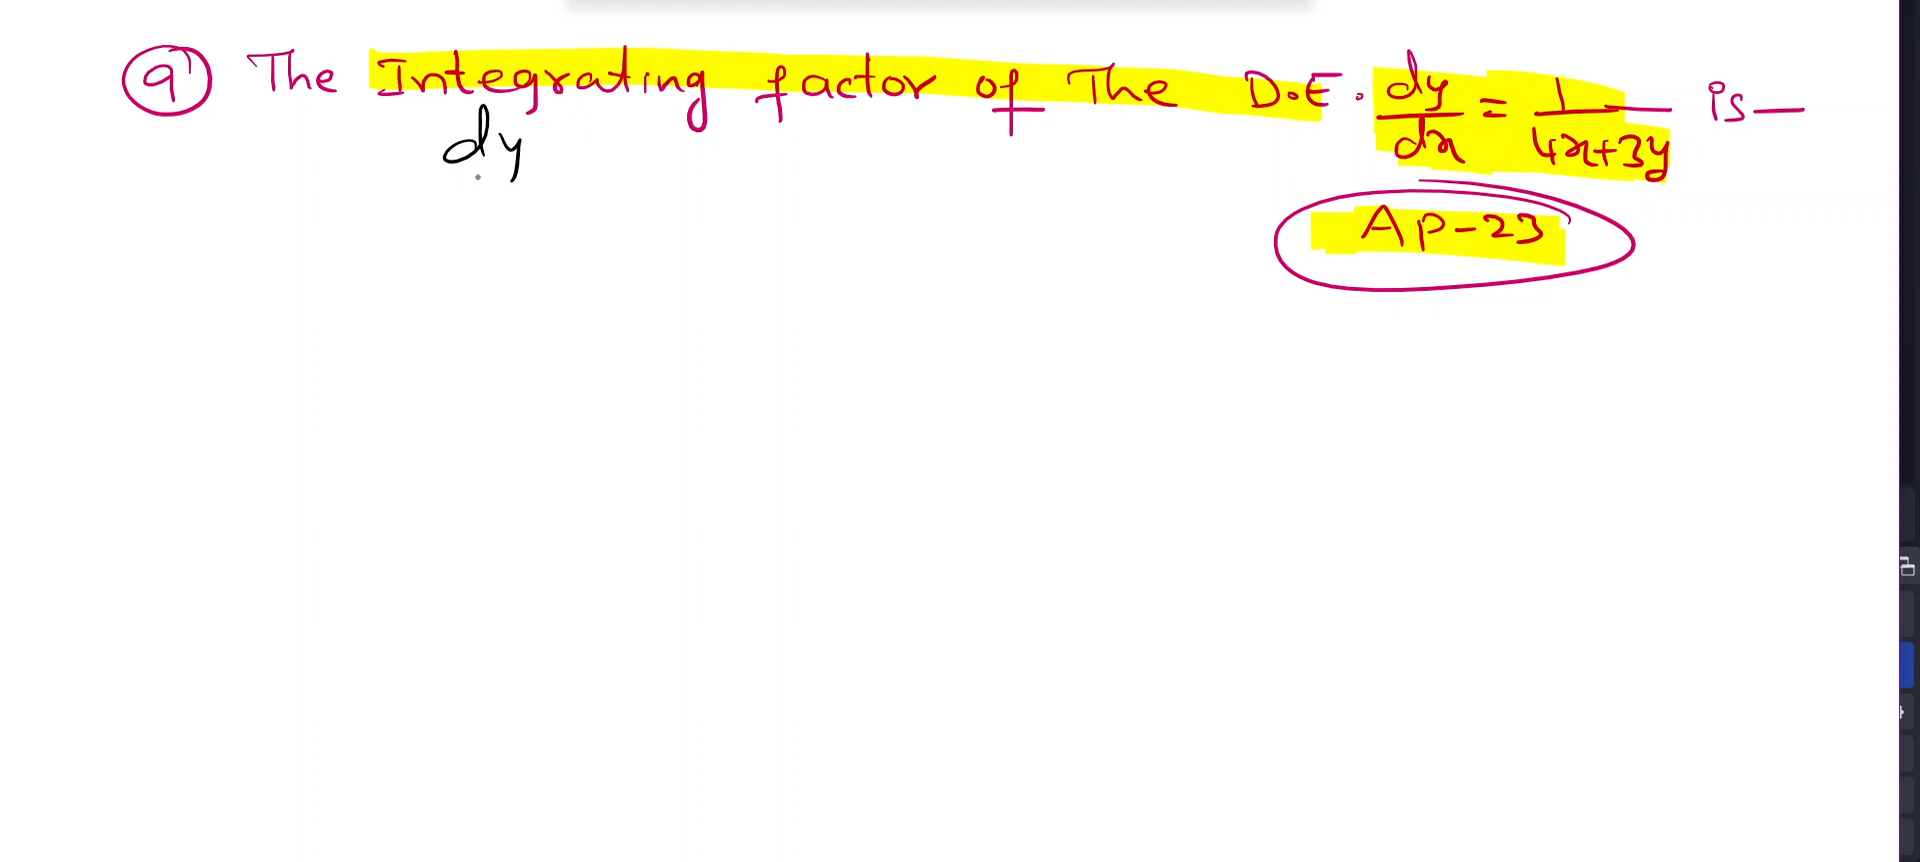 9) The Integrating factor of The D.E. dy/dx = 1/4x+3y is—
dy
AP-23